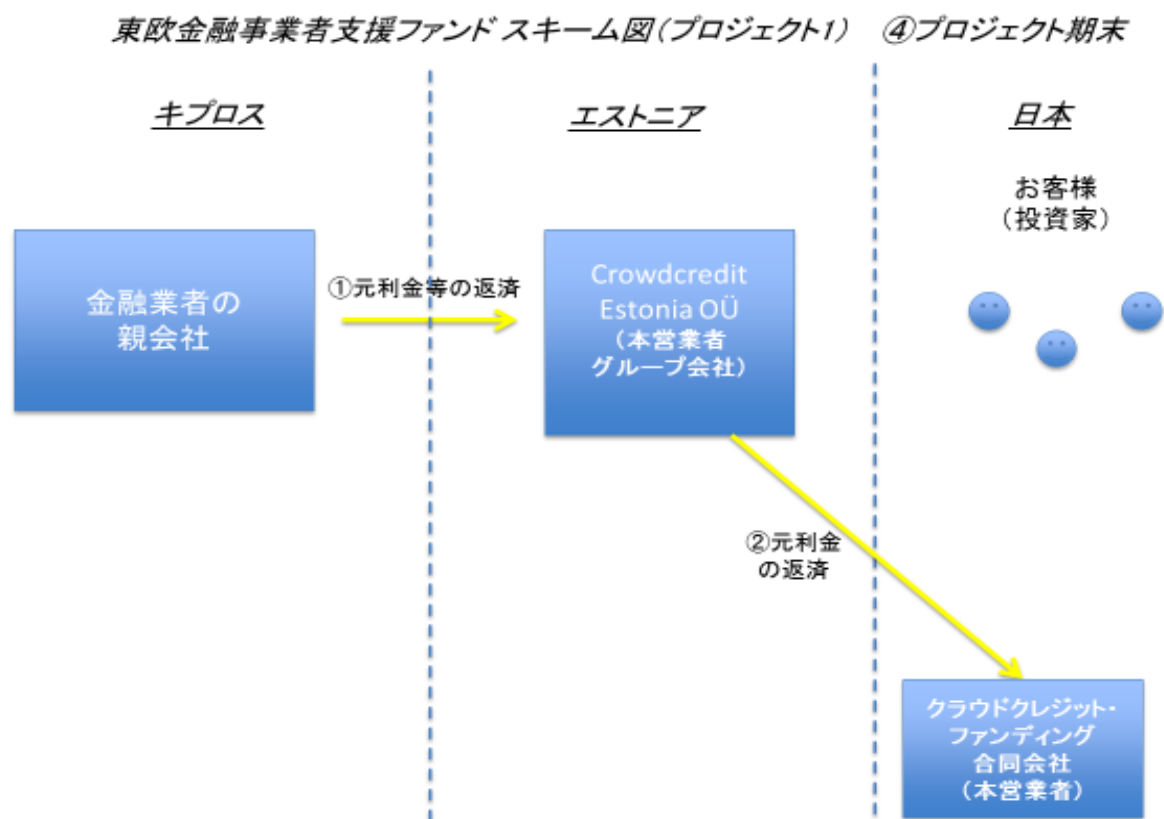 東欧金融事業者支援ファンド スキーム図(プロジェクト1) ④プロジェクト期末
キプロス
エストニア
日本
お客様
(投資家)
金融業者の
親会社
①元利金等の返済
Crowdcredit
Estonia OÜ
(本営業者
グループ会社)
②元利金
の返済
クラウドクレジット・
ファンディング
合同会社
(本営業者)